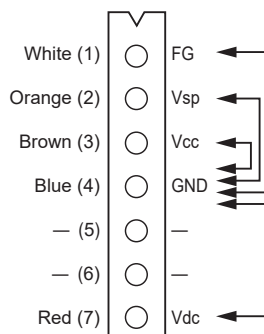 White (1) FG
Orange (2) Vsp
Brown (3) Vcc
Blue (4) GND
— (5) —
— (6) —
Red (7) Vdc